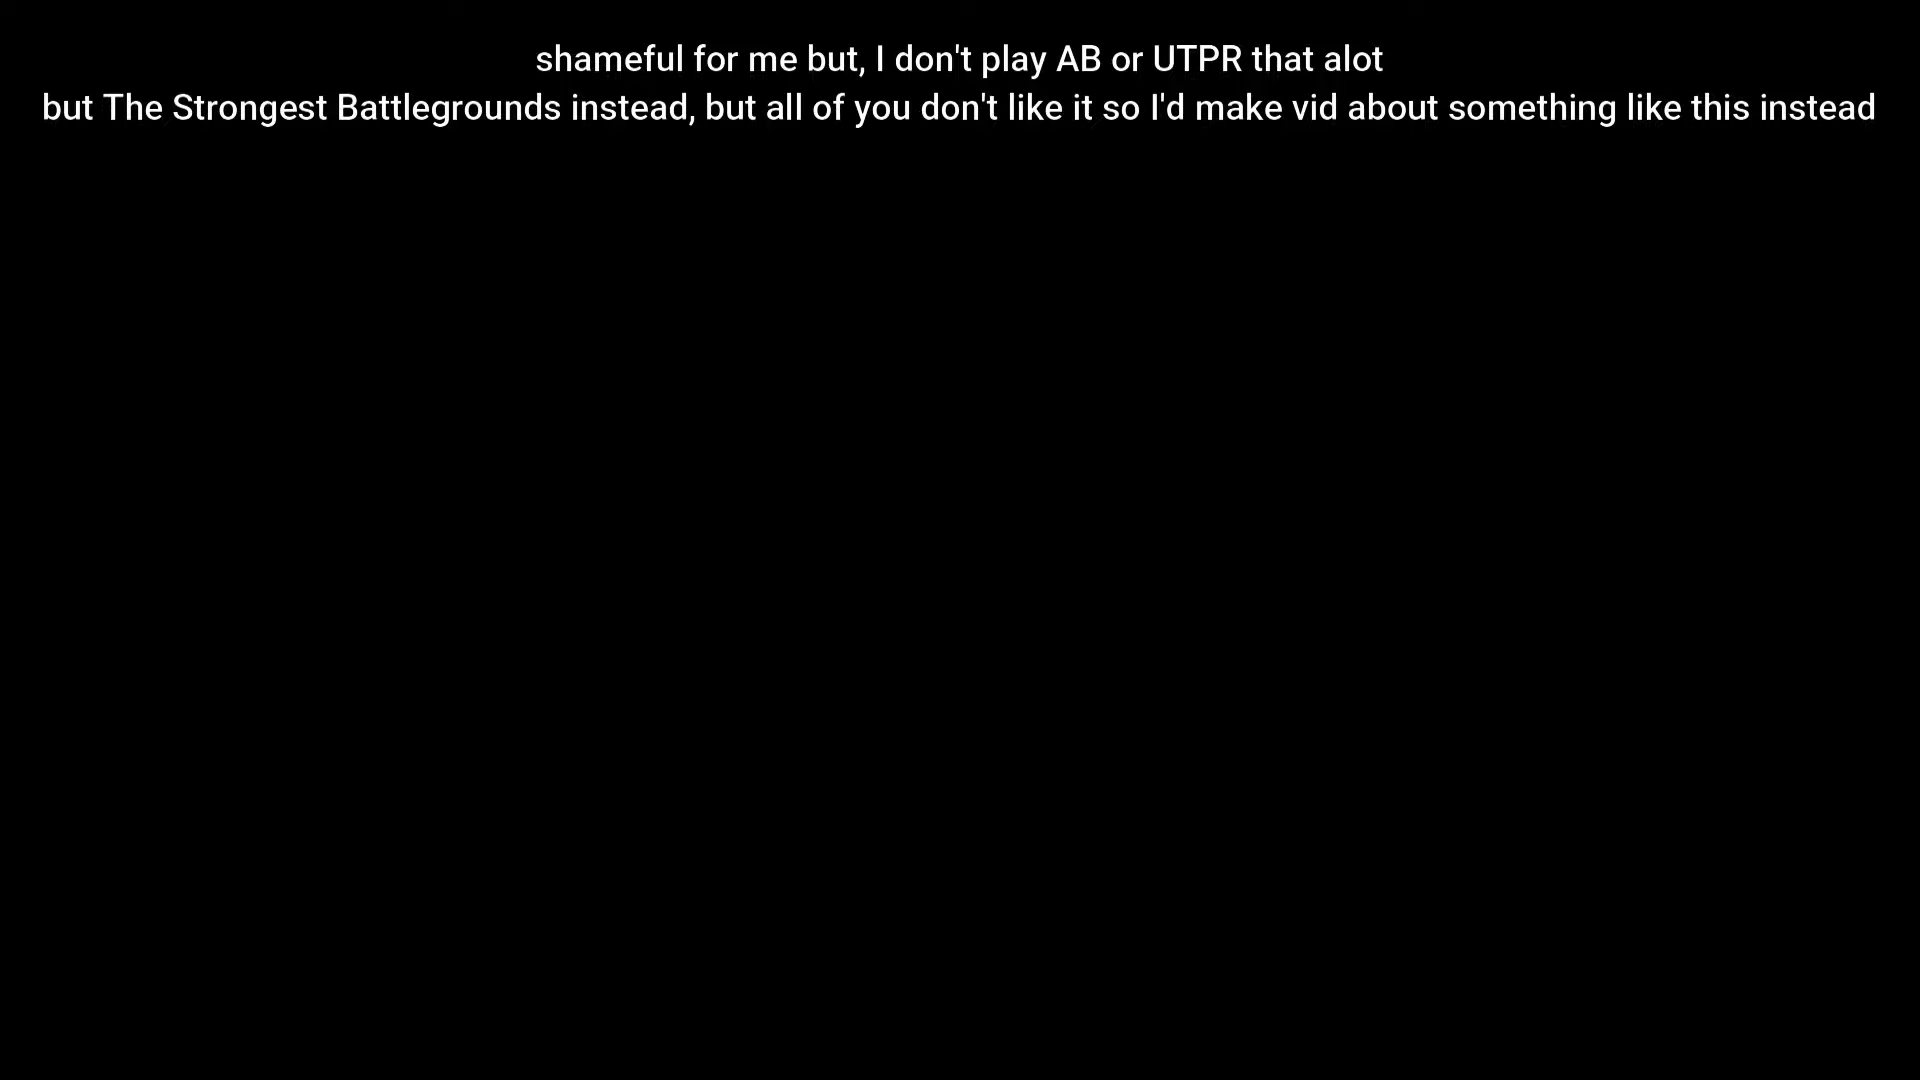 shameful for me but, I don't play AB or UTPR that alot
but The Strongest Battlegrounds instead, but all of you don't like it so I'd make vid about something like this instead